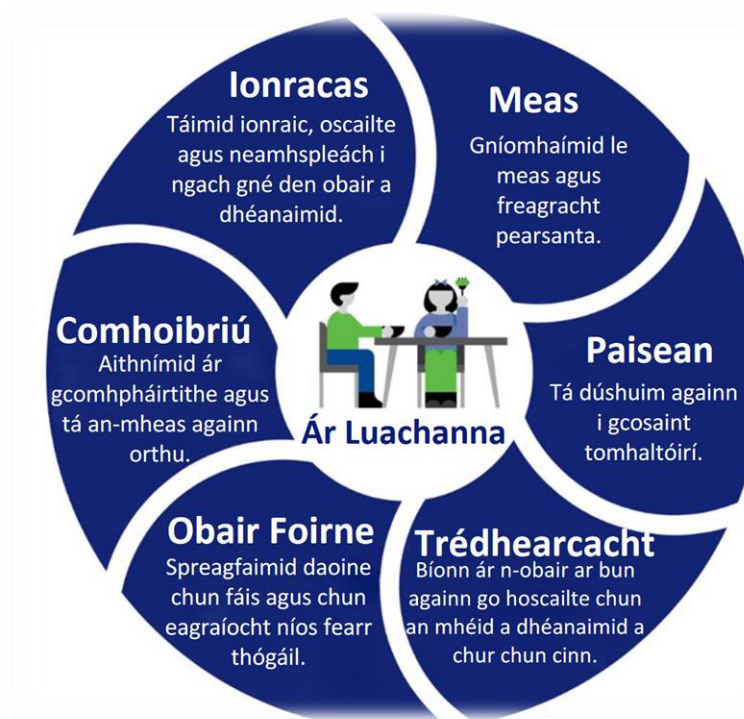 Ionracas
Táimid ionraic, oscailte
agus neamhspleách i
ngach gné den obair a
dhéanaimid.
Meas
Gníomhaímid le
meas agus
freagracht
pearsanta.
Paisean
Tá dúshuim againn
i gcosaint
tomhaltóirí.
Trédhearcacht
Bíonn ár n-obair ar bun
againn go hoscailte chun
an mhéid a dhéanaimid a
chur chun cinn.
Obair Foirne
Spreagfaimid daoine
chun fáis agus chun
eagraíocht níos fearr
thógáil.
Comhoibriú
Aithnímid ár
gcomhpháirtithe agus
tá an-mheas againn
orthu.
Ár Luachanna